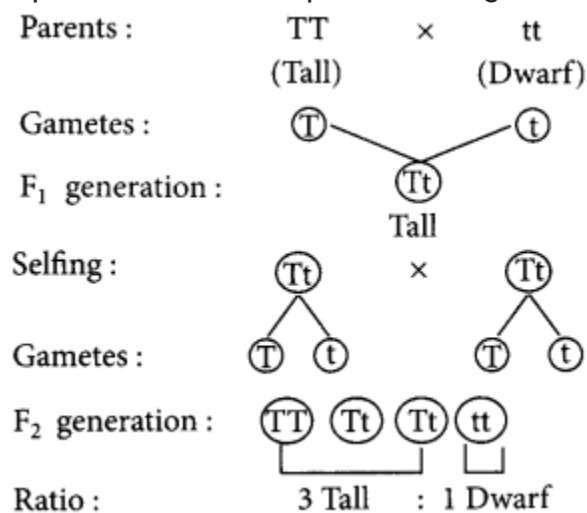 Parents : TT × tt
(Tall) (Dwarf)
Gametes : T t
F₁ generation : Tt
Tall
Selfing : Tt × Tt
Gametes : T t T t
F₂ generation : TT Tt Tt tt
Ratio : 3 Tall : 1 Dwarf